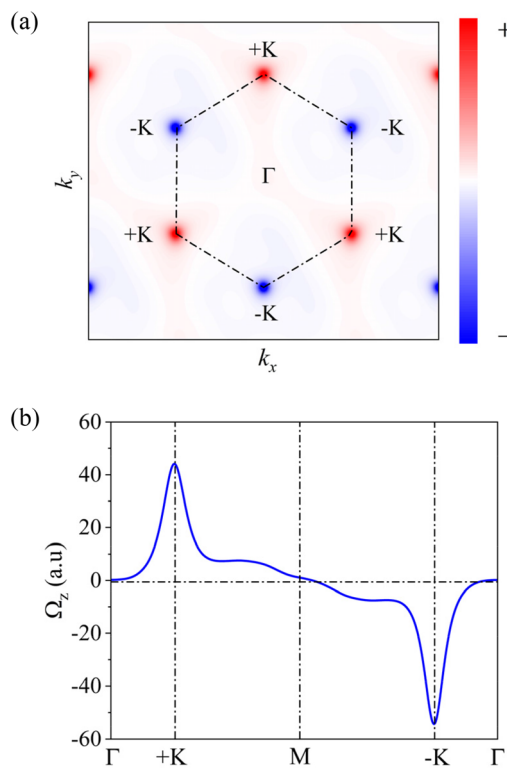 (a)
+
+K
-K
-K
Γ
k_y
+K
+K
-K
−
k_x
(b)
60
40
20
0
-20
-40
-60
Ω_z (a.u)
Γ
+K
M
-K
Γ